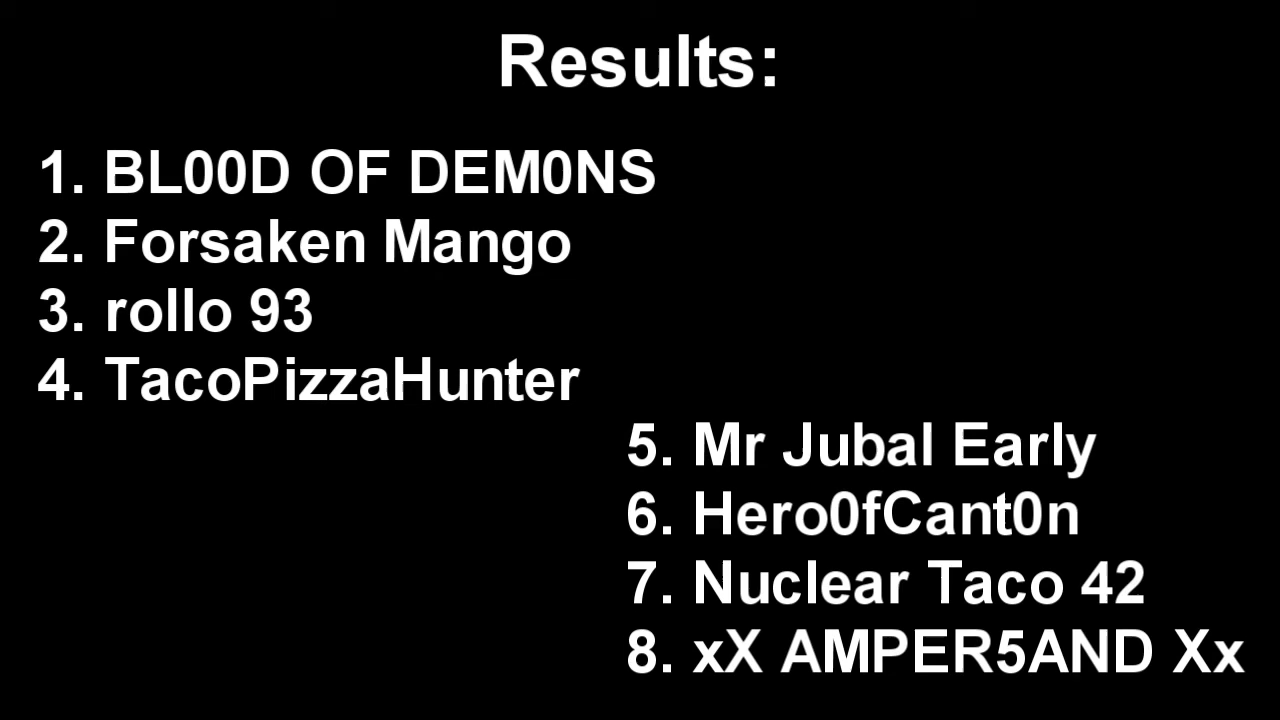 Results:
1. BL00D OF DEM0NS
2. Forsaken Mango
3. rollo 93
4. TacoPizzaHunter
5. Mr Jubal Early
6. Hero0fCant0n
7. Nuclear Taco 42
8. xX AMPER5AND Xx